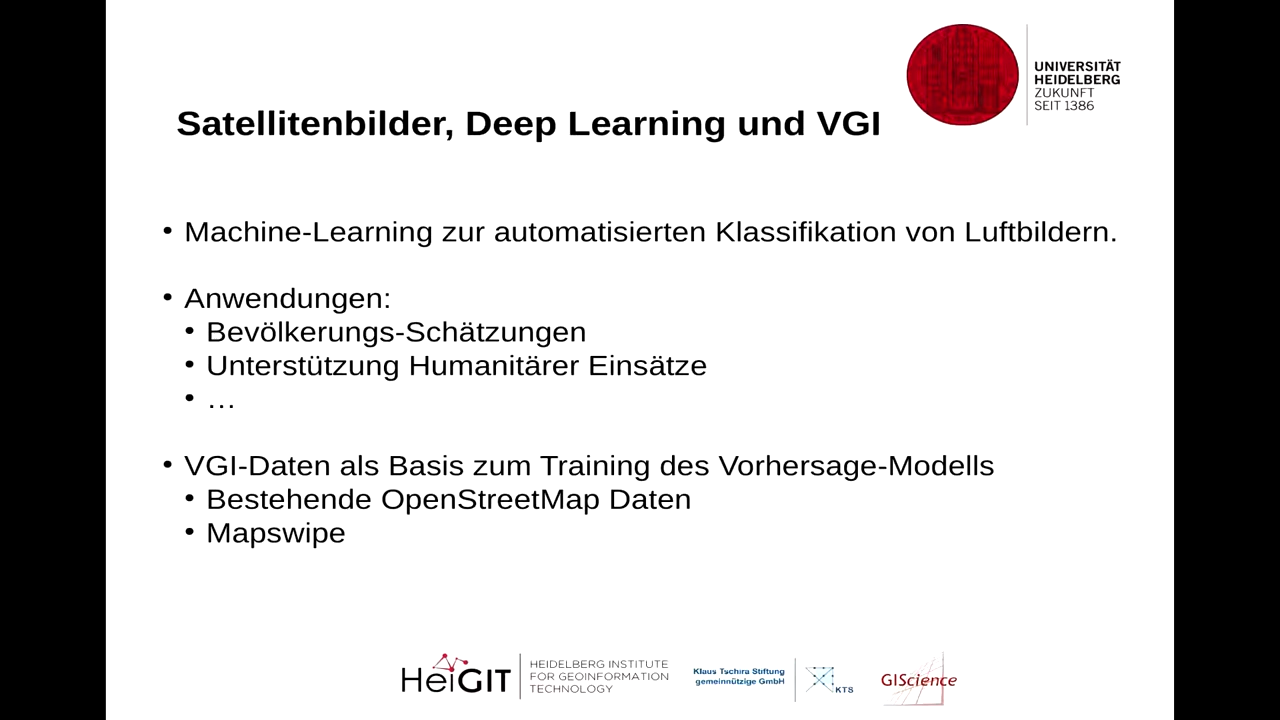 UNIVERSITÄT
HEIDELBERG
ZUKUNFT
SEIT 1386
Satellitenbilder, Deep Learning und VGI
• Machine-Learning zur automatisierten Klassifikation von Luftbildern.
• Anwendungen:
• Bevölkerungs-Schätzungen
• Unterstützung Humanitärer Einsätze
• …
• VGI-Daten als Basis zum Training des Vorhersage-Modells
• Bestehende OpenStreetMap Daten
• Mapswipe
HeiGIT
HEIDELBERG INSTITUTE
FOR GEOINFORMATION
TECHNOLOGY
Klaus Tschira Stiftung
gemeinnützige GmbH
KTS
GIScience